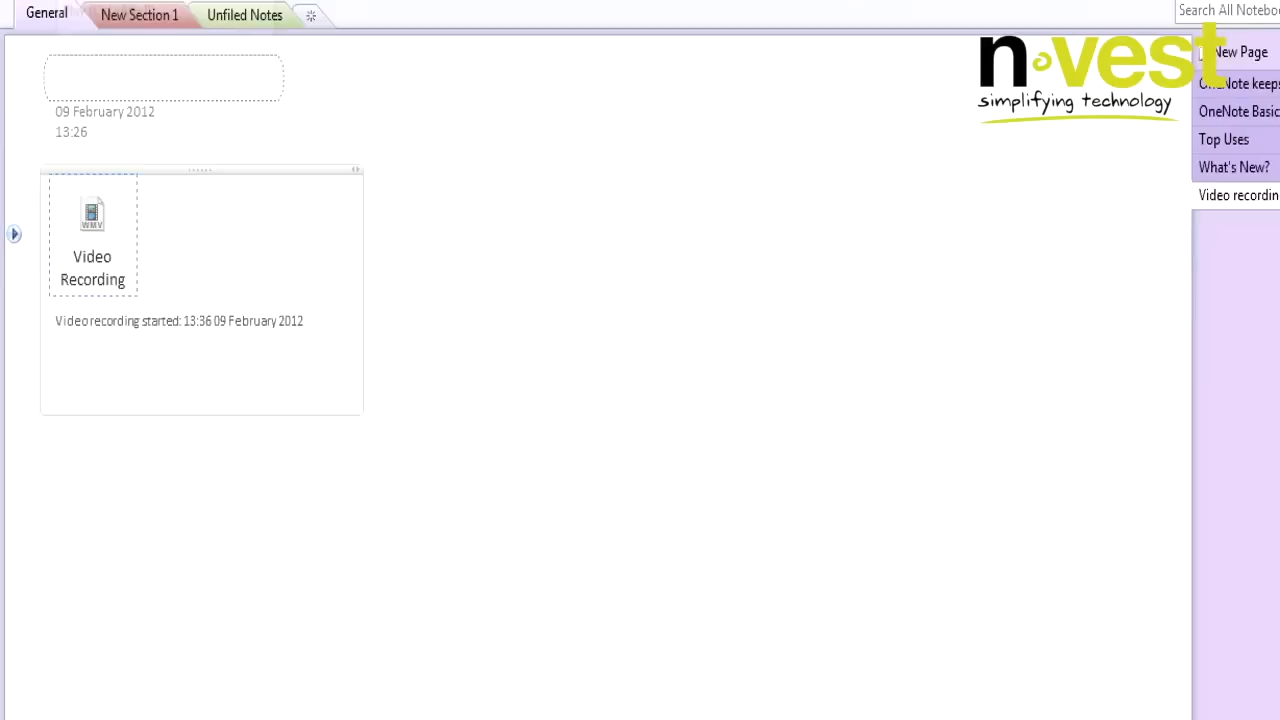 General
New Section 1
Unfiled Notes
Search All Notebo
n·vest
simplifying technology
New Page
OneNote keeps
OneNote Basic
Top Uses
What's New?
Video recordin
09 February 2012
13:26
WMV
Video
Recording
Video recording started: 13:36 09 February 2012